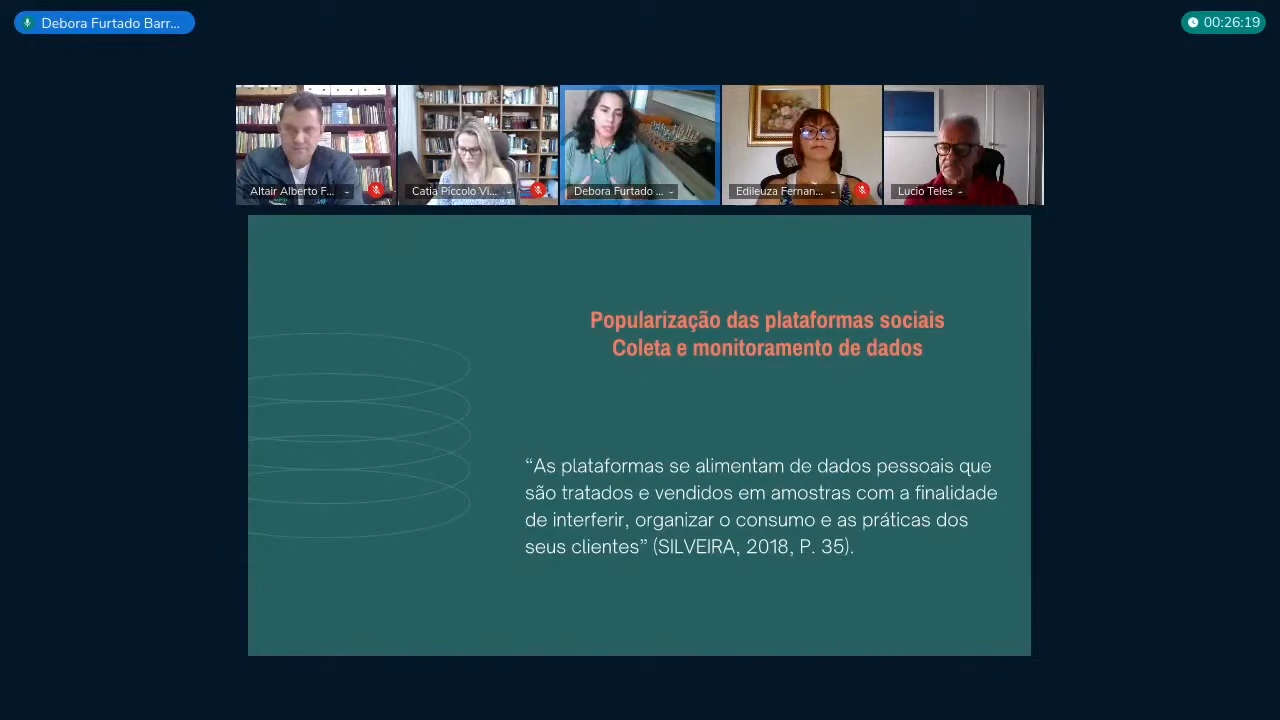 Debora Furtado Barr...
00:26:19
Altair Alberto F...
Catia Piccolo Vi...
Debora Furtado ...
Edileuza Fernan...
Lucio Teles
Popularização das plataformas sociais
Coleta e monitoramento de dados
“As plataformas se alimentam de dados pessoais que
são tratados e vendidos em amostras com a finalidade
de interferir, organizar o consumo e as práticas dos
seus clientes” (SILVEIRA, 2018, P. 35).